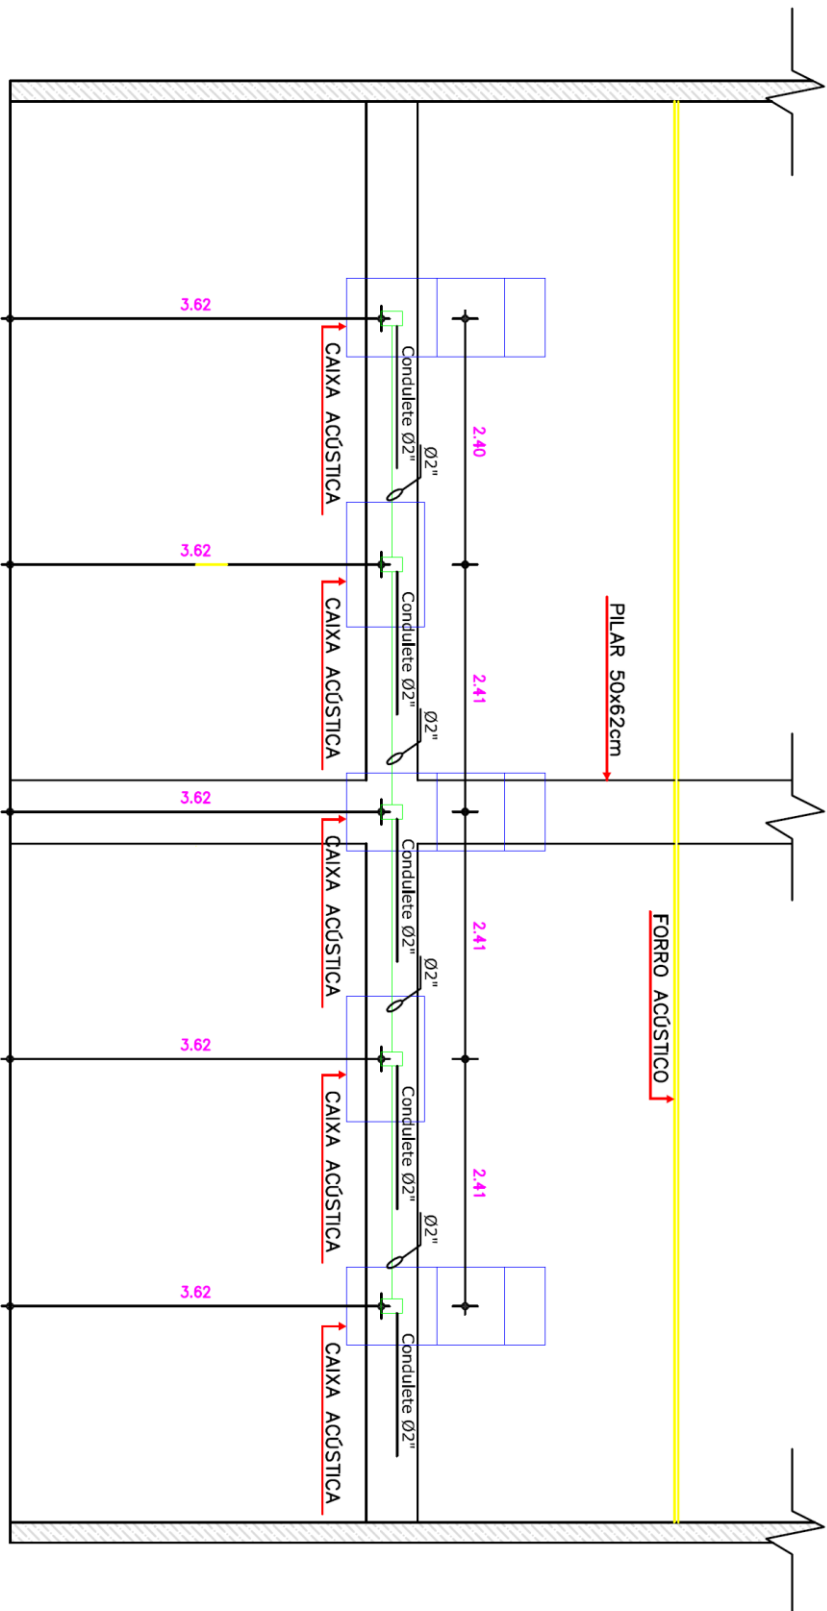 PILAR 50x62cm
FORRO ACÚSTICO
2.40
2.41
2.41
2.41
Ø2"
Ø2"
Ø2"
Ø2"
Condulete Ø2"
Condulete Ø2"
Condulete Ø2"
Condulete Ø2"
Condulete Ø2"
CAIXA ACÚSTICA
CAIXA ACÚSTICA
CAIXA ACÚSTICA
CAIXA ACÚSTICA
CAIXA ACÚSTICA
3.62
3.62
3.62
3.62
3.62